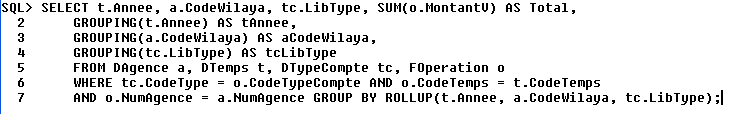 SQL> SELECT t.Annee, a.CodeWilaya, tc.LibType, SUM(o.MontantV) AS Total,
2 GROUPING(t.Annee) AS tAnnee,
3 GROUPING(a.CodeWilaya) AS aCodeWilaya,
4 GROUPING(tc.LibType) AS tcLibType
5 FROM DAgence a, DTemps t, DTypeCompte tc, FOperation o
6 WHERE tc.CodeType = o.CodeTypeCompte AND o.CodeTemps = t.CodeTemps
7 AND o.NumAgence = a.NumAgence GROUP BY ROLLUP(t.Annee, a.CodeWilaya, tc.LibType);